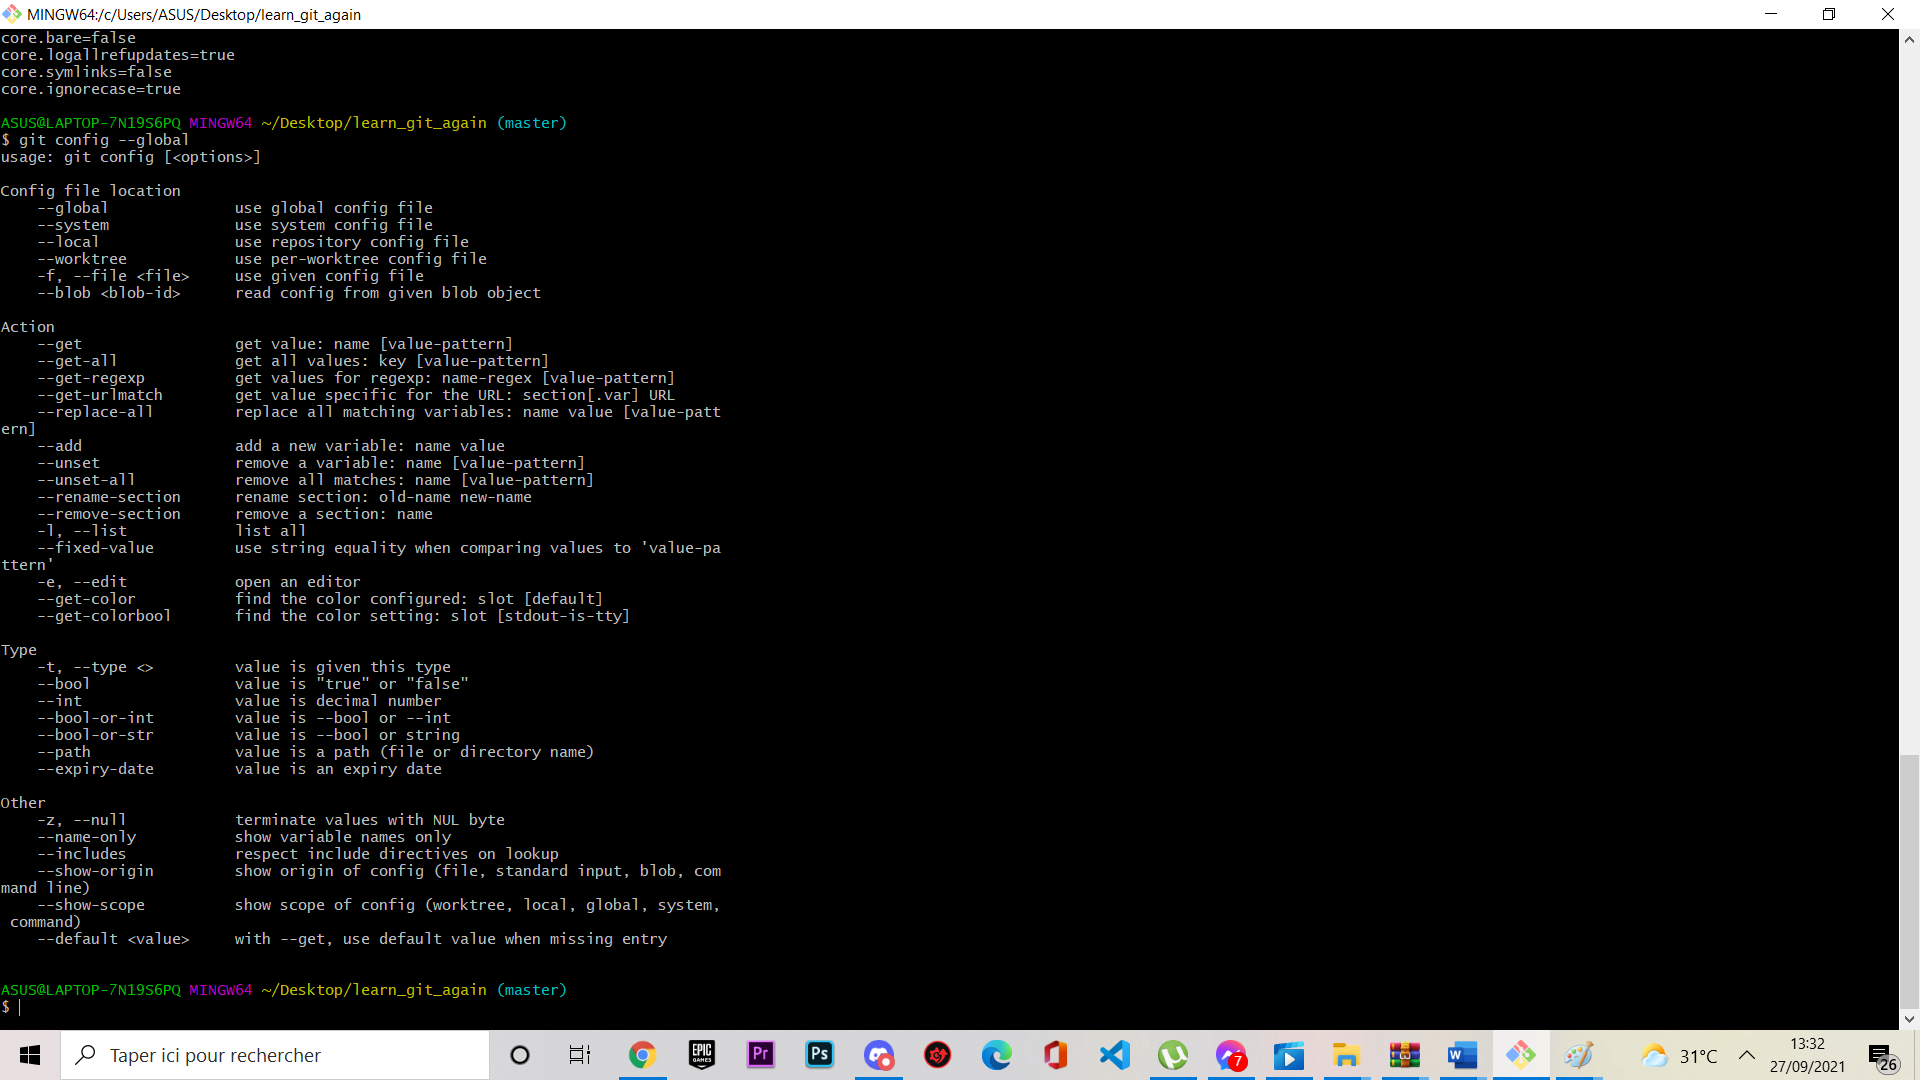 MINGW64:/c/Users/ASUS/Desktop/learn_git_again
core.bare=false
core.logallrefupdates=true
core.symlinks=false
core.ignorecase=true
ASUS@LAPTOP-7N19S6PQ MINGW64 ~/Desktop/learn_git_again (master)
$ git config --global
usage: git config [<options>]
Config file location
    --global              use global config file
    --system              use system config file
    --local               use repository config file
    --worktree            use per-worktree config file
    -f, --file <file>     use given config file
    --blob <blob-id>      read config from given blob object
Action
    --get                 get value: name [value-pattern]
    --get-all             get all values: key [value-pattern]
    --get-regexp          get values for regexp: name-regex [value-pattern]
    --get-urlmatch        get value specific for the URL: section[.var] URL
    --replace-all         replace all matching variables: name value [value-patt
ern]
    --add                 add a new variable: name value
    --unset               remove a variable: name [value-pattern]
    --unset-all           remove all matches: name [value-pattern]
    --rename-section      rename section: old-name new-name
    --remove-section      remove a section: name
    -l, --list            list all
    --fixed-value         use string equality when comparing values to 'value-pa
ttern'
    -e, --edit            open an editor
    --get-color           find the color configured: slot [default]
    --get-colorbool       find the color setting: slot [stdout-is-tty]
Type
    -t, --type <>         value is given this type
    --bool                value is "true" or "false"
    --int                 value is decimal number
    --bool-or-int         value is --bool or --int
    --bool-or-str         value is --bool or string
    --path                value is a path (file or directory name)
    --expiry-date         value is an expiry date
Other
    -z, --null            terminate values with NUL byte
    --name-only           show variable names only
    --includes            respect include directives on lookup
    --show-origin         show origin of config (file, standard input, blob, com
mand line)
    --show-scope          show scope of config (worktree, local, global, system,
 command)
    --default <value>     with --get, use default value when missing entry
ASUS@LAPTOP-7N19S6PQ MINGW64 ~/Desktop/learn_git_again (master)
$
Taper ici pour rechercher
EPIC GAMES
Pr
Ps
7
W
31°C
13:32
27/09/2021
26